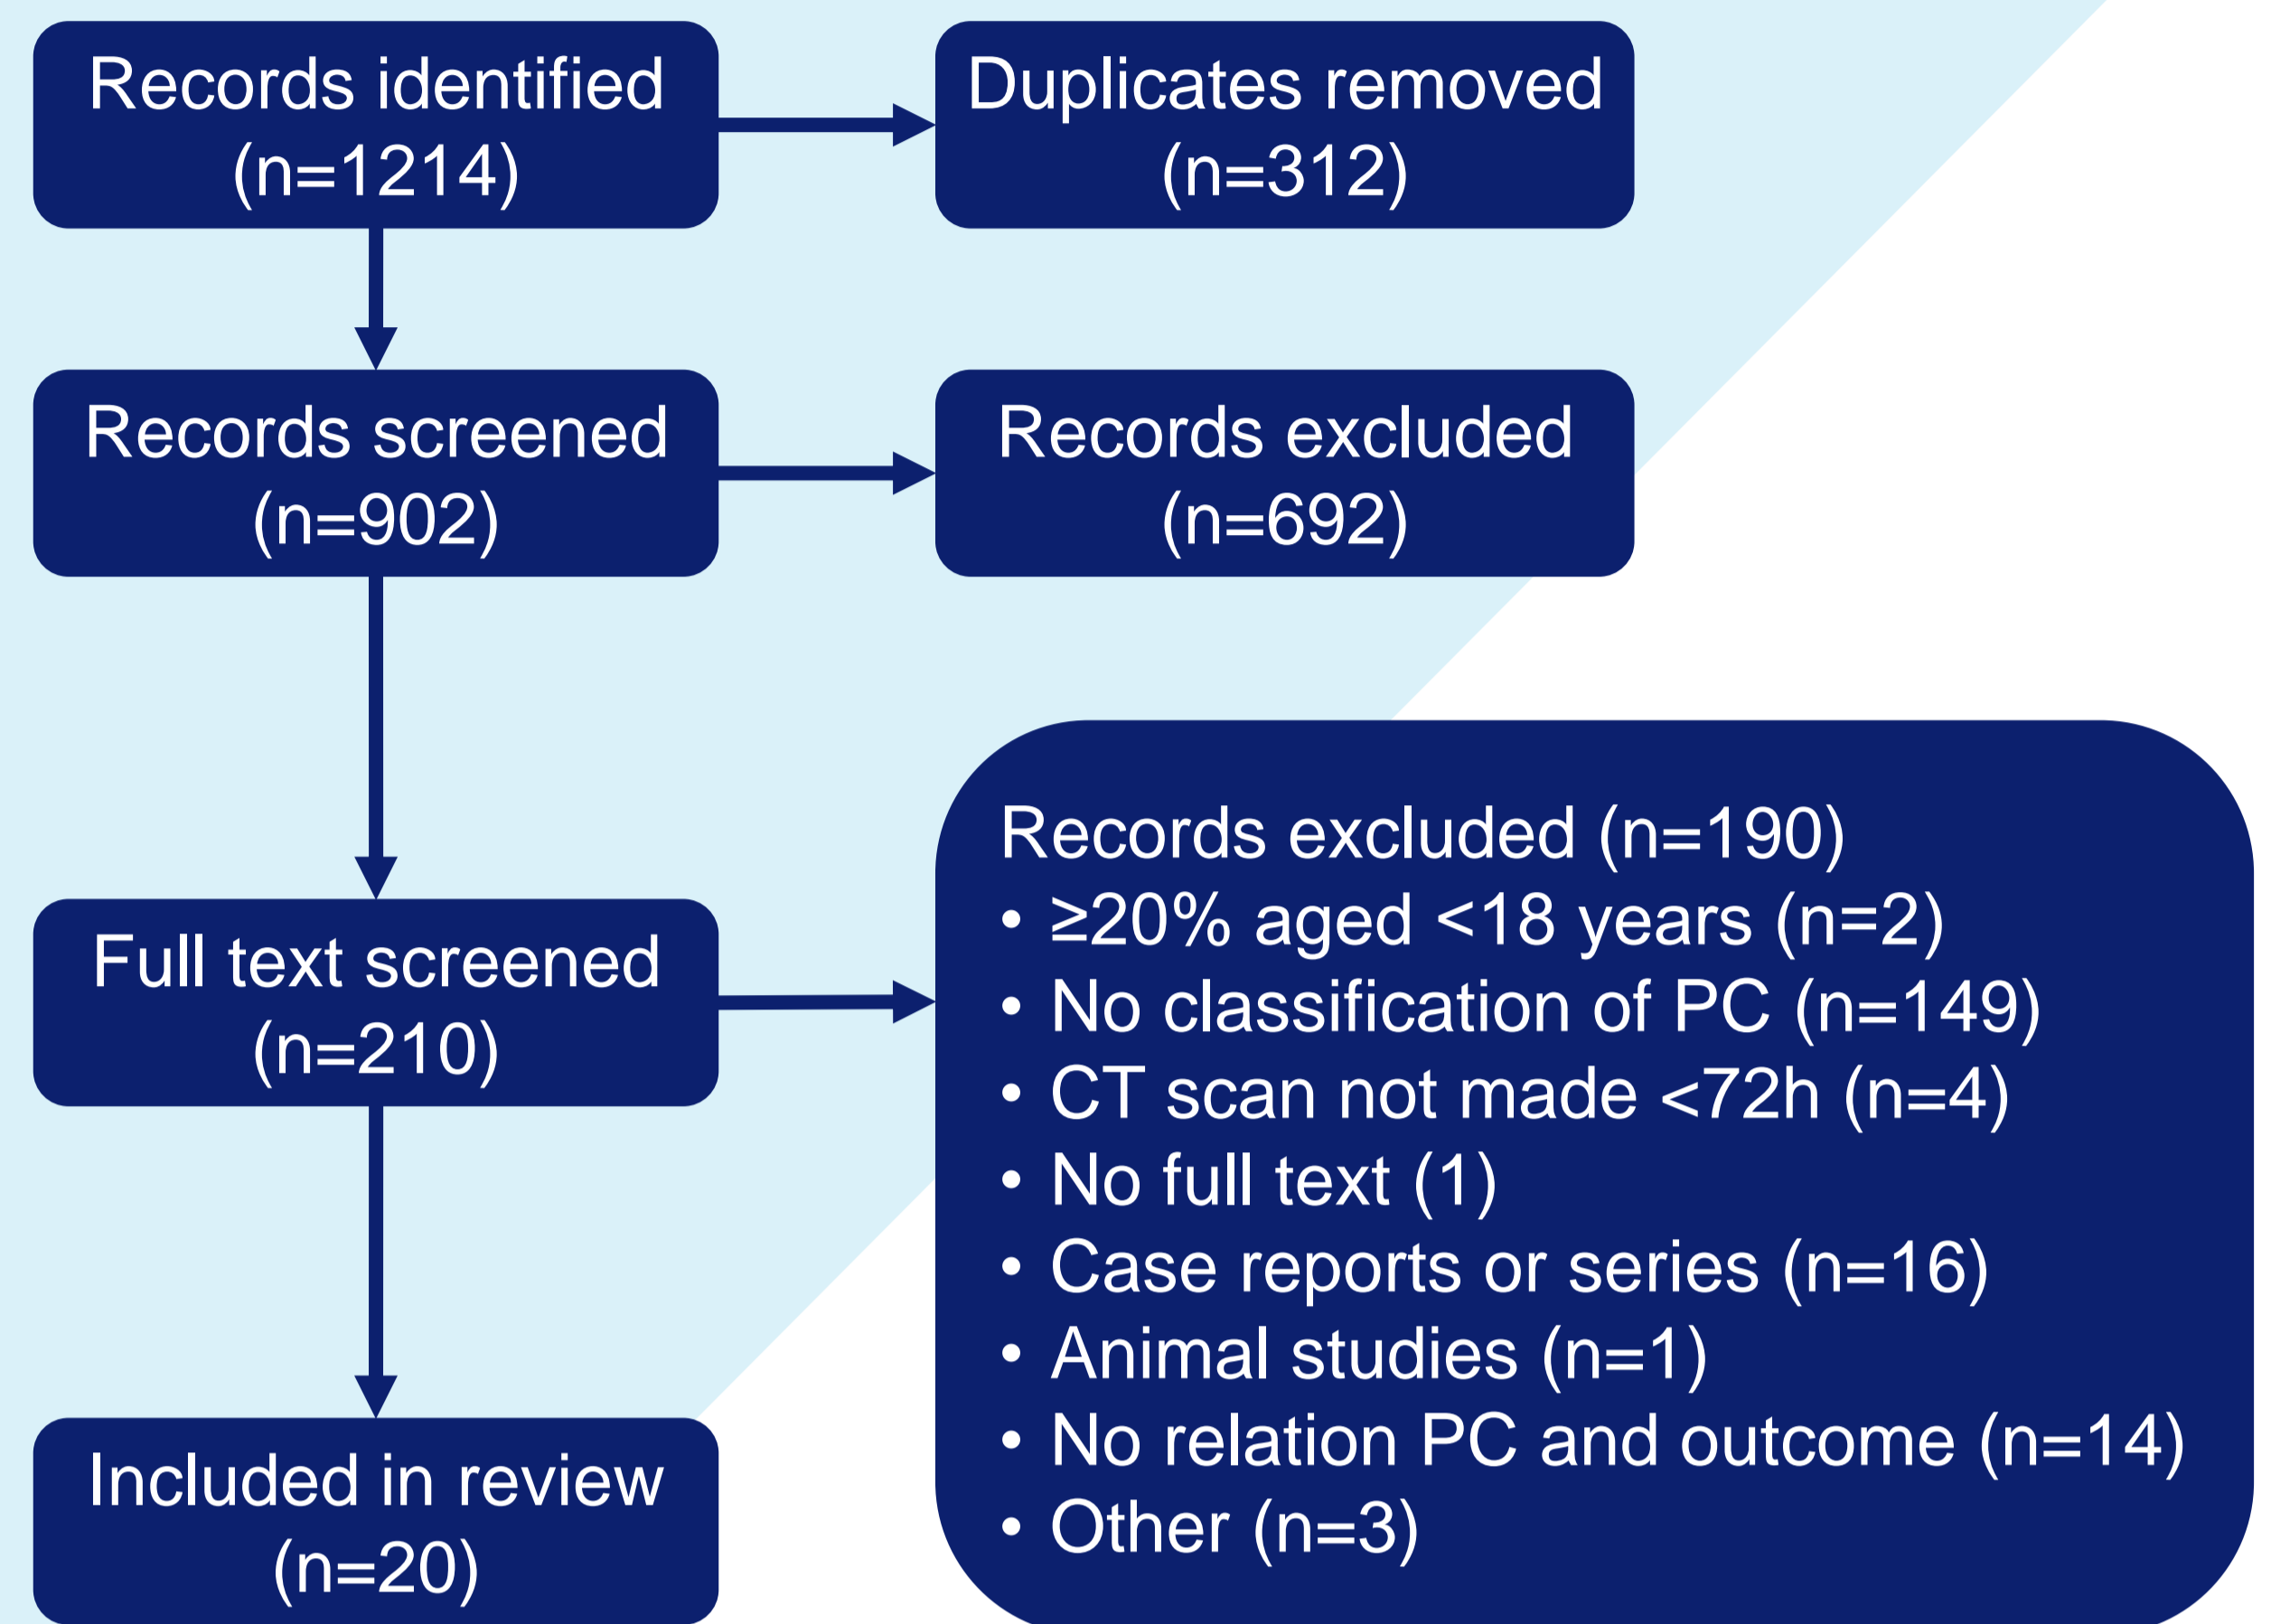 Records identified
(n=1214)
Duplicates removed
(n=312)
Records screened
(n=902)
Records excluded
(n=692)
Full text screened
(n=210)
Records excluded (n=190)
• ≥20% aged <18 years (n=2)
• No classification of PC (n=149)
• CT scan not made <72h (n=4)
• No full text (1)
• Case reports or series (n=16)
• Animal studies (n=1)
• No relation PC and outcome (n=14)
• Other (n=3)
Included in review
(n=20)